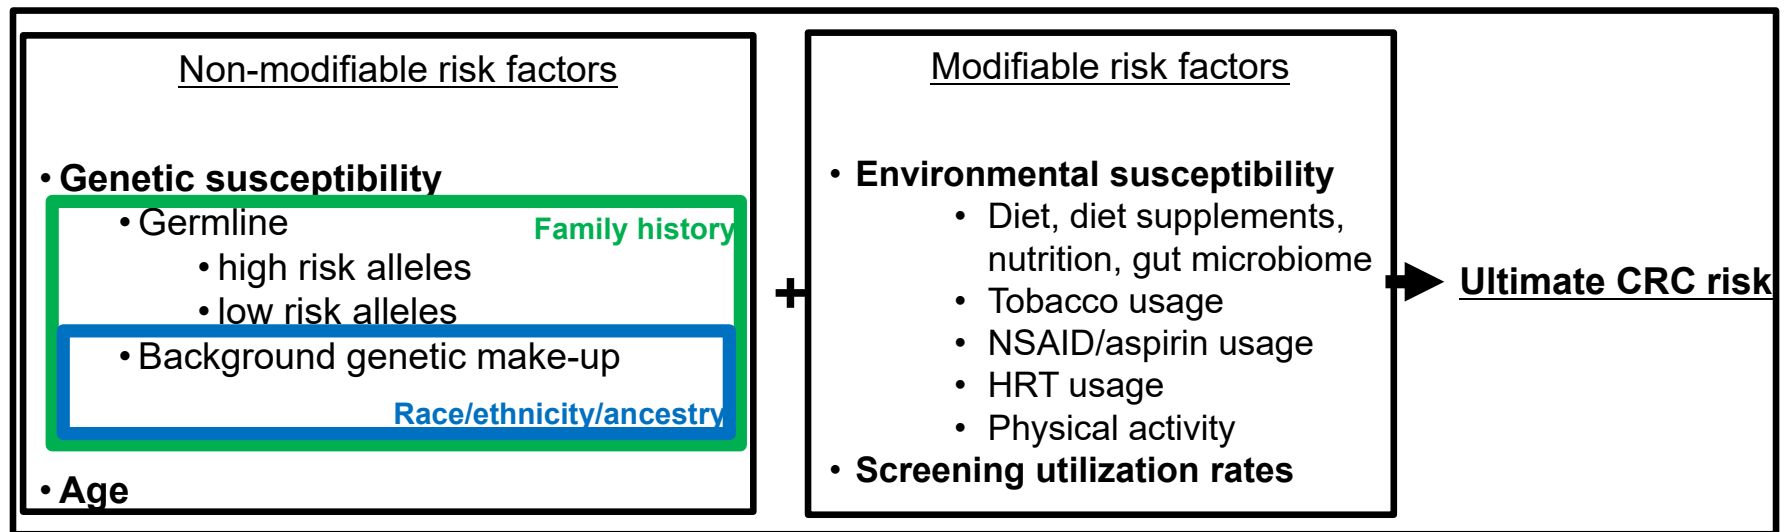 Non-modifiable risk factors
• Genetic susceptibility
• Germline
Family history
• high risk alleles
• low risk alleles
• Background genetic make-up
Race/ethnicity/ancestry
• Age
+
Modifiable risk factors
• Environmental susceptibility
• Diet, diet supplements,
nutrition, gut microbiome
• Tobacco usage
• NSAID/aspirin usage
• HRT usage
• Physical activity
• Screening utilization rates
Ultimate CRC risk